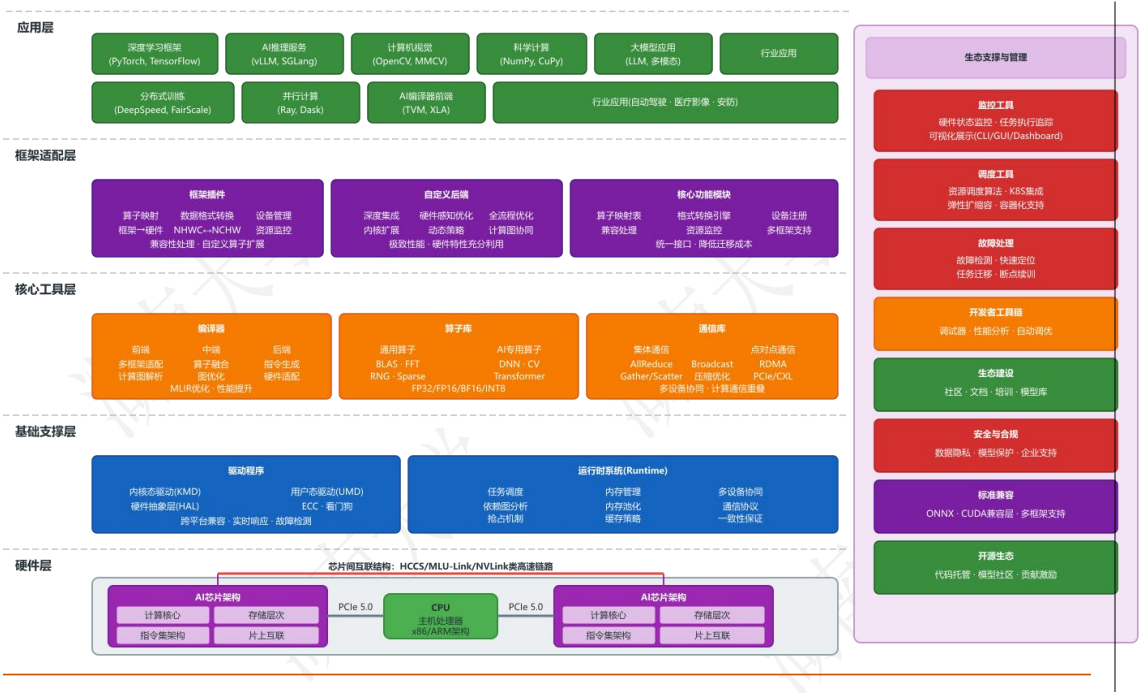 应用层
深度学习框架
(PyTorch, TensorFlow)
AI推理服务
(vLLM, SGLang)
计算机视觉
(OpenCV, MMCV)
科学计算
(NumPy, CuPy)
大模型应用
(LLM, 多模态)
行业应用
分布式训练
(DeepSpeed, FairScale)
并行计算
(Ray, Dask)
AI编译器前端
(TVM, XLA)
行业应用(自动驾驶 · 医疗影像 · 安防)
框架适配层
框架插件
算子映射 数据格式转换 设备管理
框架→硬件 NHWC↔NCHW 资源监控
兼容性处理 · 自定义算子扩展
自定义后端
深度集成 硬件感知优化 全流程优化
内核扩展 动态策略 计算图协同
极致性能 · 硬件特性充分利用
核心功能模块
算子映射表 格式转换引擎 设备注册
兼容处理 资源监控 多框架支持
统一接口 · 降低迁移成本
核心工具层
编译器
前端 中端 后端
多框架适配 算子融合 指令生成
计算图解析 图优化 硬件适配
MLIR优化 · 性能提升
算子库
通用算子 AI专用算子
BLAS · FFT DNN · CV
RNG · Sparse Transformer
FP32/FP16/BF16/INT8
通信库
集体通信 点对点通信
AllReduce Broadcast RDMA
Gather/Scatter 压缩优化 PCIe/CXL
多设备协同 · 计算通信重叠
基础支撑层
驱动程序
内核态驱动(KMD) 用户态驱动(UMD)
硬件抽象层(HAL) ECC · 看门狗
跨平台兼容 · 实时响应 · 故障检测
运行时系统(Runtime)
任务调度 内存管理 多设备协同
依赖图分析 内存池化 通信协议
抢占机制 缓存策略 一致性保证
硬件层
芯片间互联结构：HCCS/MLU-Link/NVLink类高速链路
AI芯片架构
计算核心 存储层次
指令集架构 片上互联
PCIe 5.0
CPU
主机处理器
x86/ARM架构
PCIe 5.0
AI芯片架构
计算核心 存储层次
指令集架构 片上互联
生态支撑与管理
监控工具
硬件状态监控 · 任务执行追踪
可视化展示(CLI/GUI/Dashboard)
调度工具
资源调度算法 · K8S集成
弹性扩缩容 · 容器化支持
故障处理
故障检测 · 快速定位
任务迁移 · 断点续训
开发者工具链
调试器 · 性能分析 · 自动调优
生态建设
社区 · 文档 · 培训 · 模型库
安全与合规
数据隐私 · 模型保护 · 企业支持
标准兼容
ONNX · CUDA兼容层 · 多框架支持
开源生态
代码托管 · 模型社区 · 贡献激励